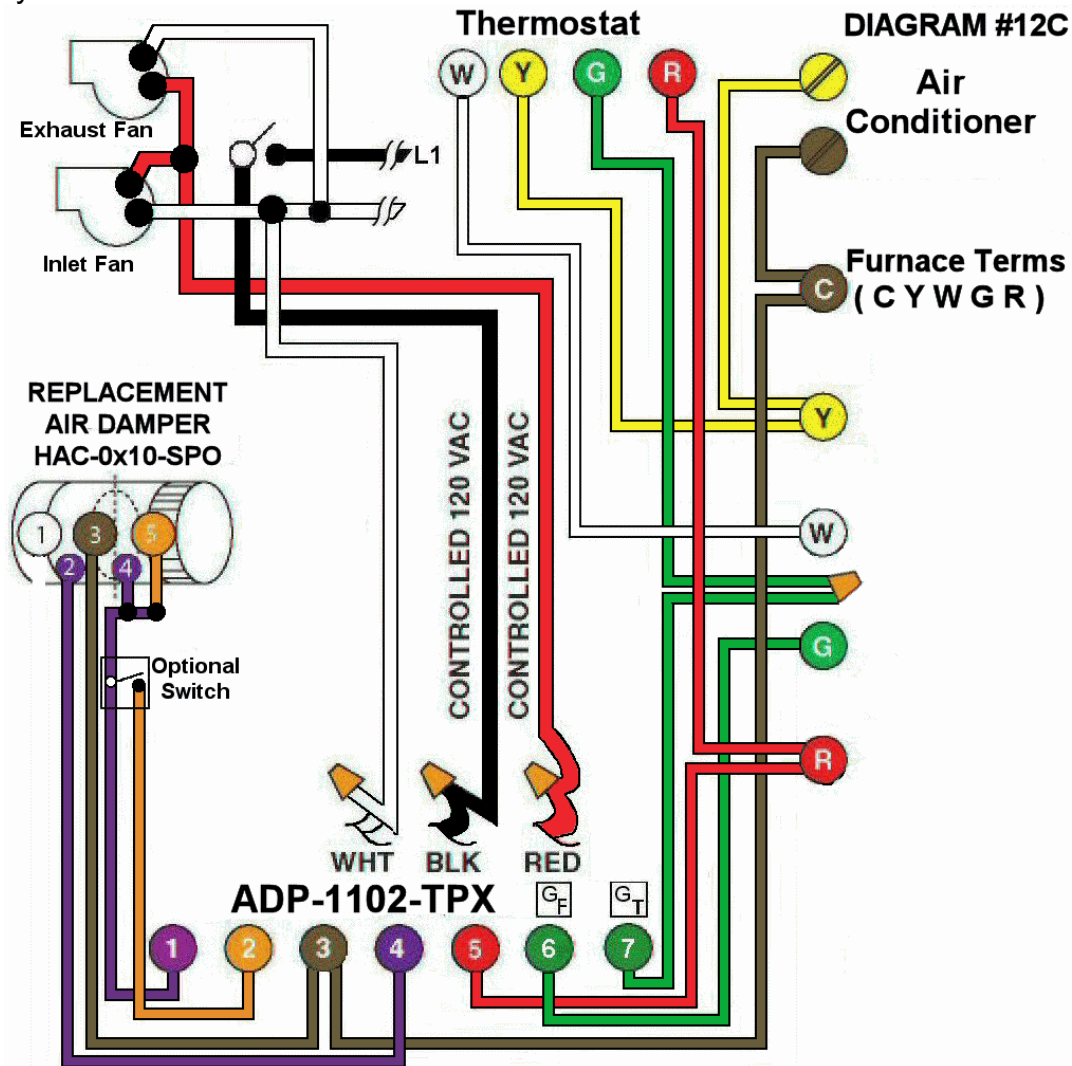 Thermostat
DIAGRAM #12C
W
Y
G
R
Air
Conditioner
Exhaust Fan
L1
Inlet Fan
Furnace Terms
( C Y W G R )
C
REPLACEMENT
AIR DAMPER
HAC-0x10-SPO
Y
CONTROLLED 120 VAC
CONTROLLED 120 VAC
1
3
5
2
4
W
G
Optional
Switch
R
WHT
BLK
RED
ADP-1102-TPX
GF
GT
1
2
3
4
5
6
7